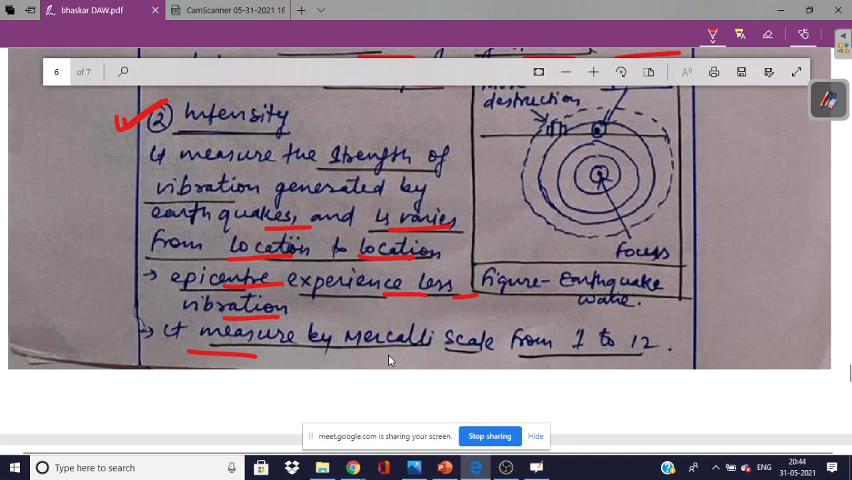 bhaskar DAW.pdf
CamScanner 05-31-2021 18
6 of 7
destruction
② Intensity
↳ measure the strength of
vibration generated by
earthquakes, and is varies
from location to location
→ epicentre experience less
vibration
→ it measure by Mercalli scale from 1 to 12.
Focess
Figure - Earthquake
wave.
meet.google.com is sharing your screen.
Stop sharing
Hide
Type here to search
ENG
20:44
31-05-2021